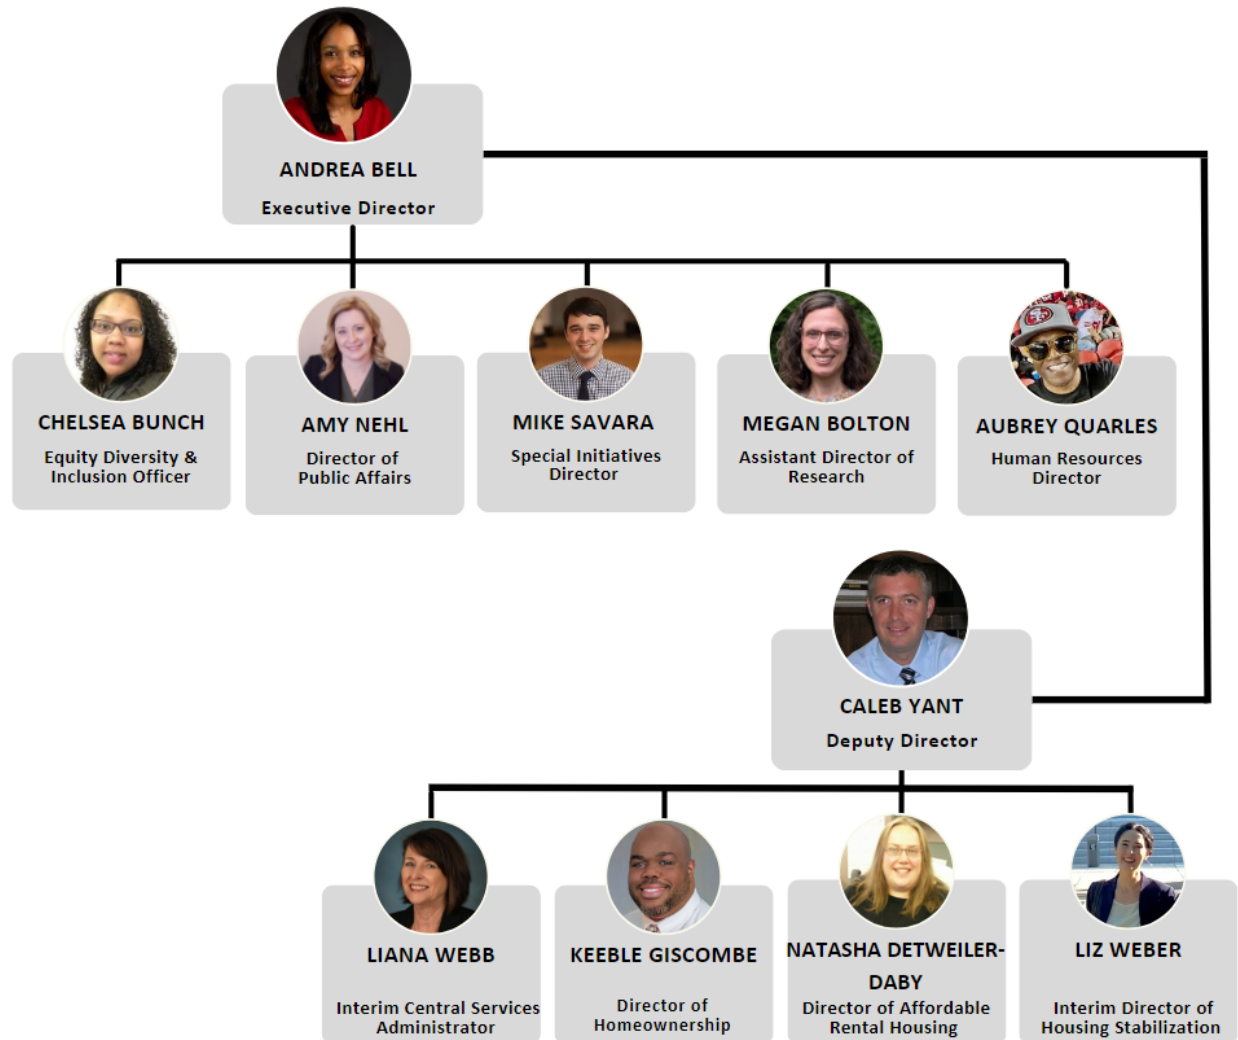 ANDREA BELL
Executive Director
CHELSEA BUNCH
Equity Diversity &
Inclusion Officer
AMY NEHL
Director of
Public Affairs
MIKE SAVARA
Special Initiatives
Director
MEGAN BOLTON
Assistant Director of
Research
AUBREY QUARLES
Human Resources
Director
CALEB YANT
Deputy Director
LIANA WEBB
Interim Central Services
Administrator
KEEBLE GISCOMBE
Director of
Homeownership
NATASHA DETWEILER-
DABY
Director of Affordable
Rental Housing
LIZ WEBER
Interim Director of
Housing Stabilization